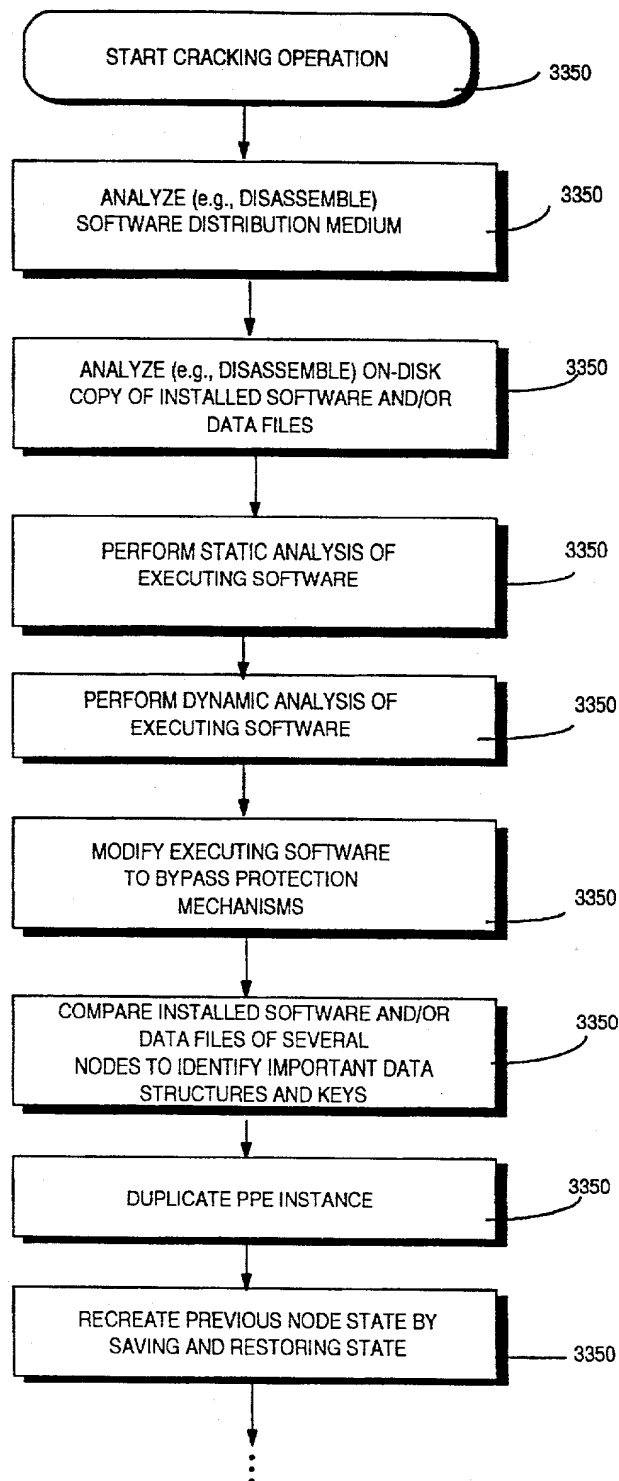 START CRACKING OPERATION
3350
ANALYZE (e.g., DISASSEMBLE)
SOFTWARE DISTRIBUTION MEDIUM
3350
ANALYZE (e.g., DISASSEMBLE) ON-DISK
COPY OF INSTALLED SOFTWARE AND/OR
DATA FILES
3350
PERFORM STATIC ANALYSIS OF
EXECUTING SOFTWARE
3350
PERFORM DYNAMIC ANALYSIS OF
EXECUTING SOFTWARE
3350
MODIFY EXECUTING SOFTWARE
TO BYPASS PROTECTION
MECHANISMS
3350
COMPARE INSTALLED SOFTWARE AND/OR
DATA FILES OF SEVERAL
NODES TO IDENTIFY IMPORTANT DATA
STRUCTURES AND KEYS
3350
DUPLICATE PPE INSTANCE
3350
RECREATE PREVIOUS NODE STATE BY
SAVING AND RESTORING STATE
3350